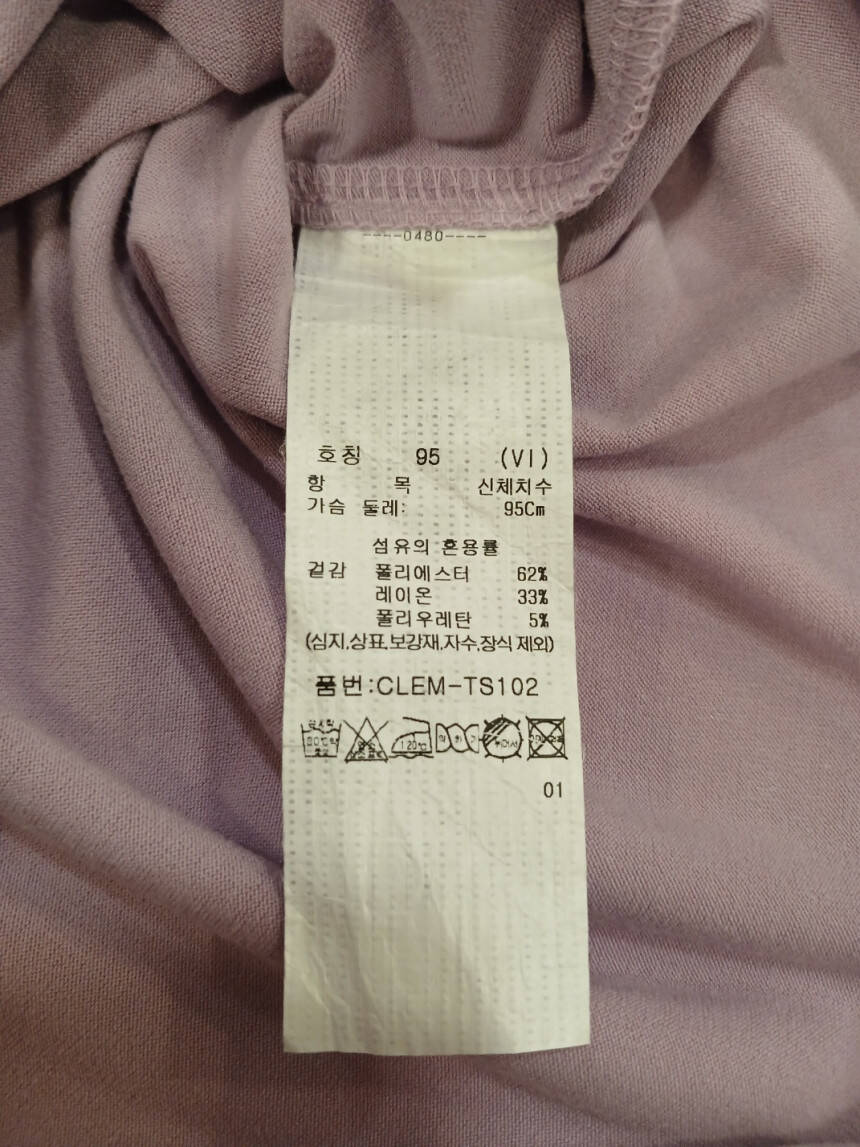 ----0480----
호칭 95 (VI)
항 목 신체치수
가슴 둘레: 95Cm
섬유의 혼용률
겉감 폴리에스터 62%
레이온 33%
폴리우레탄 5%
(심지,상표,보강재,자수,장식 제외)
품번:CLEM-TS102
120℃
01